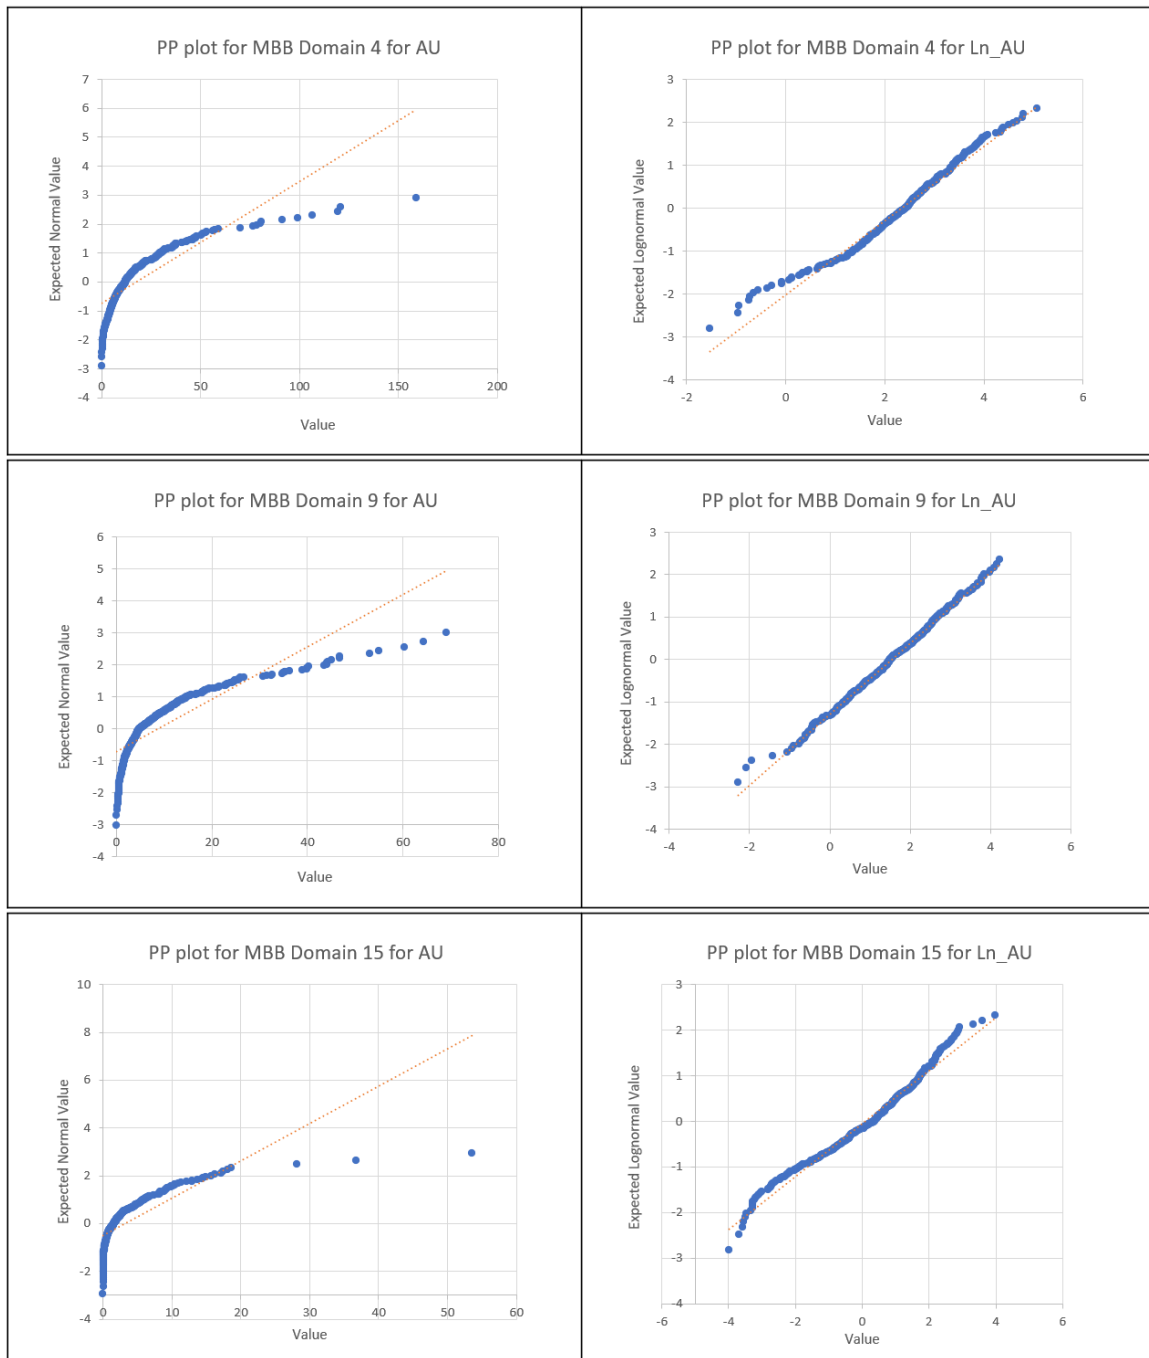 PP plot for MBB Domain 4 for AU
7
6
5
4
3
2
1
0
-1
-2
-3
-4
0 50 100 150 200
Expected Normal Value
Value
PP plot for MBB Domain 4 for Ln_AU
3
2
1
0
-1
-2
-3
-4
-2 0 2 4 6
Expected Lognormal Value
Value
PP plot for MBB Domain 9 for AU
6
5
4
3
2
1
0
-1
-2
-3
-4
0 20 40 60 80
Expected Normal Value
Value
PP plot for MBB Domain 9 for Ln_AU
3
2
1
0
-1
-2
-3
-4
-4 -2 0 2 4 6
Expected Lognormal Value
Value
PP plot for MBB Domain 15 for AU
10
8
6
4
2
0
-2
-4
0 10 20 30 40 50 60
Expected Normal Value
Value
PP plot for MBB Domain 15 for Ln_AU
3
2
1
0
-1
-2
-3
-4
-6 -4 -2 0 2 4 6
Expected Lognormal Value
Value